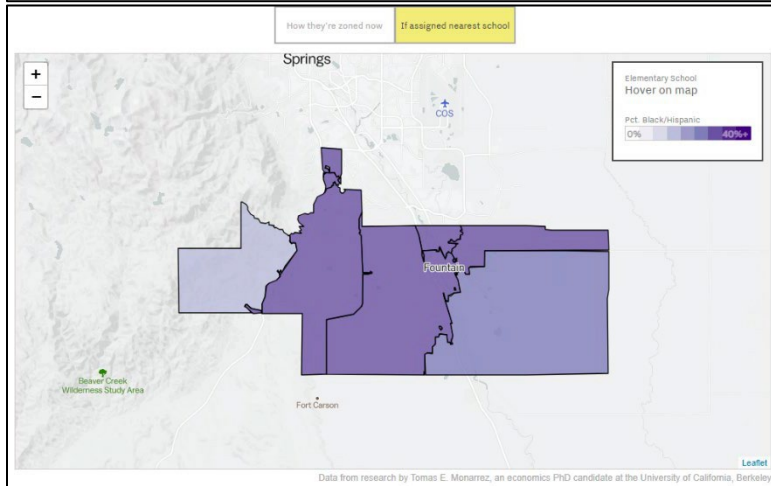 How they're zoned now
If assigned nearest school
+
−
Springs
COS
Elementary School
Hover on map
Pct. Black/Hispanic
0%
40%+
Fountain
Beaver Creek
Wilderness Study Area
Fort Carson
Leaflet
Data from research by Tomas E. Monarrez, an economics PhD candidate at the University of California, Berkeley